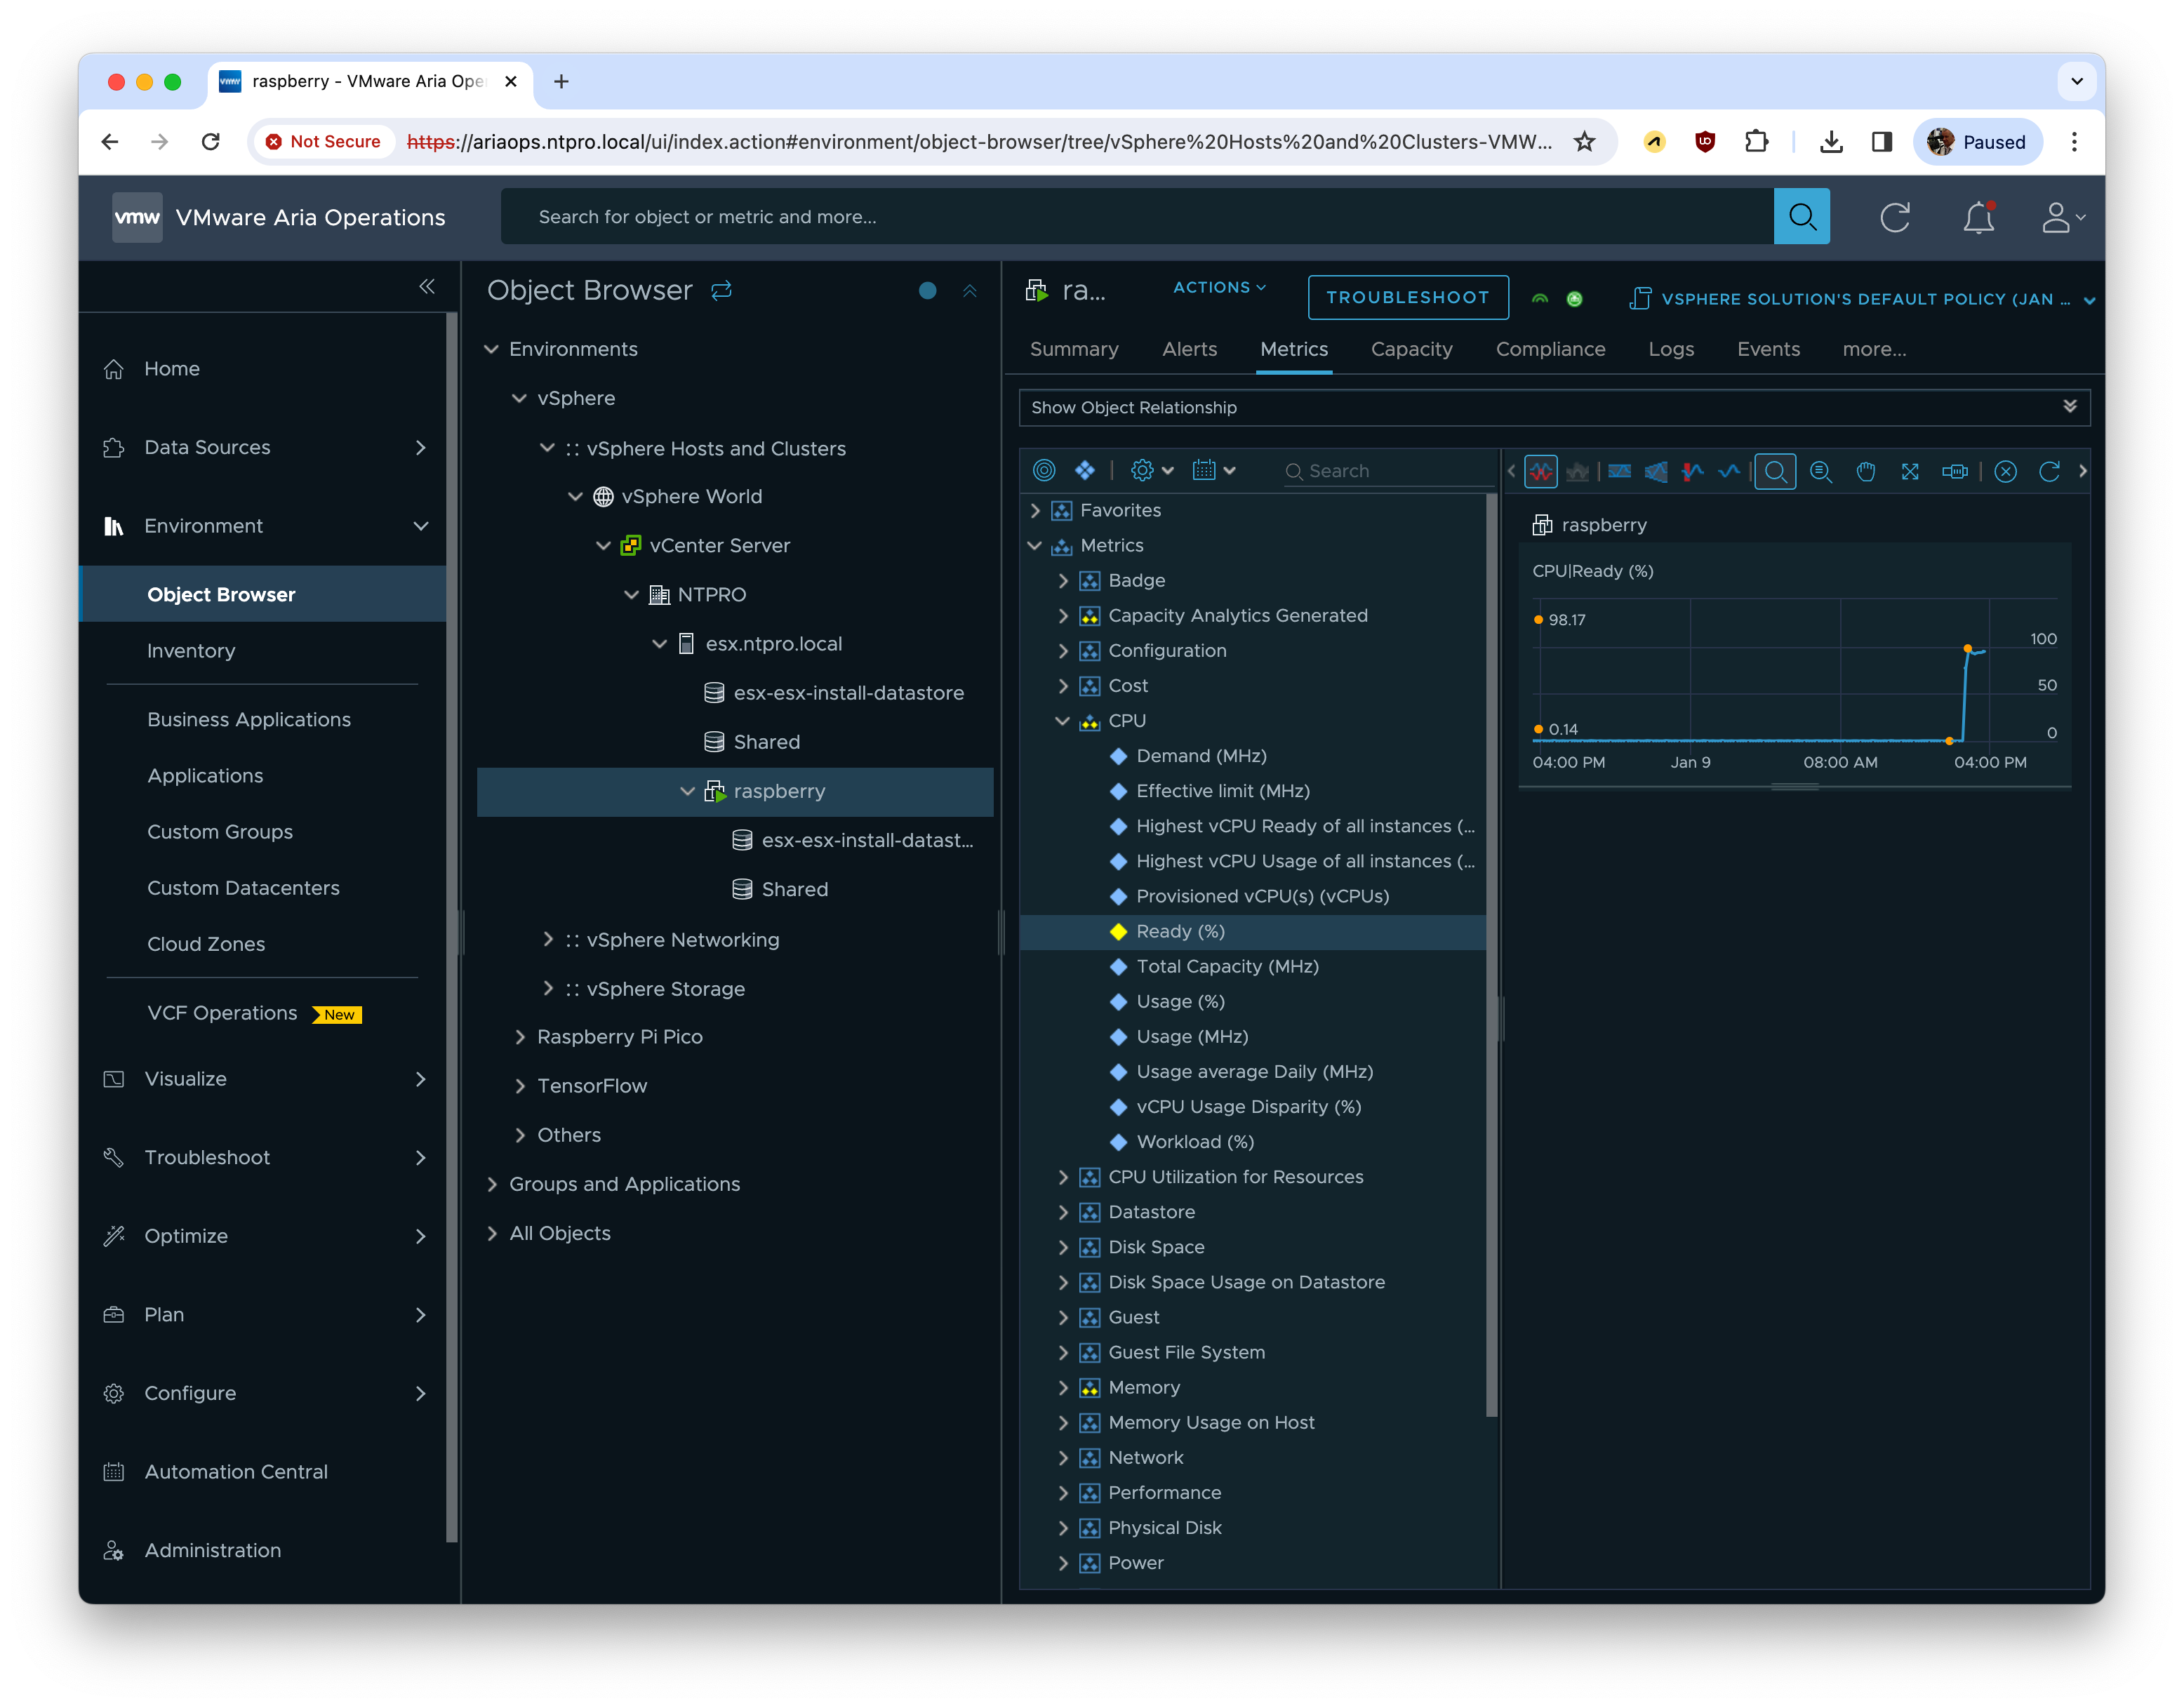 vmw
raspberry - VMware Aria Ope
Not Secure
https://ariaops.ntpro.local/ui/index.action#environment/object-browser/tree/vSphere%20Hosts%20and%20Clusters-VMW...
Paused
vmw
VMware Aria Operations
Search for object or metric and more...
Home
Data Sources
Environment
Object Browser
Inventory
Business Applications
Applications
Custom Groups
Custom Datacenters
Cloud Zones
VCF Operations New
Visualize
Troubleshoot
Optimize
Plan
Configure
Automation Central
Administration
Object Browser
Environments
vSphere
:: vSphere Hosts and Clusters
vSphere World
vCenter Server
NTPRO
esx.ntpro.local
esx-esx-install-datastore
Shared
raspberry
esx-esx-install-datast...
Shared
:: vSphere Networking
:: vSphere Storage
Raspberry Pi Pico
TensorFlow
Others
Groups and Applications
All Objects
ra...
ACTIONS
TROUBLESHOOT
VSPHERE SOLUTION'S DEFAULT POLICY (JAN ...
Summary
Alerts
Metrics
Capacity
Compliance
Logs
Events
more...
Show Object Relationship
Search
Favorites
Metrics
Badge
Capacity Analytics Generated
Configuration
Cost
CPU
Demand (MHz)
Effective limit (MHz)
Highest vCPU Ready of all instances (...
Highest vCPU Usage of all instances (...
Provisioned vCPU(s) (vCPUs)
Ready (%)
Total Capacity (MHz)
Usage (%)
Usage (MHz)
Usage average Daily (MHz)
vCPU Usage Disparity (%)
Workload (%)
CPU Utilization for Resources
Datastore
Disk Space
Disk Space Usage on Datastore
Guest
Guest File System
Memory
Memory Usage on Host
Network
Performance
Physical Disk
Power
raspberry
CPU|Ready (%)
98.17
100
50
0.14
0
04:00 PM
Jan 9
08:00 AM
04:00 PM